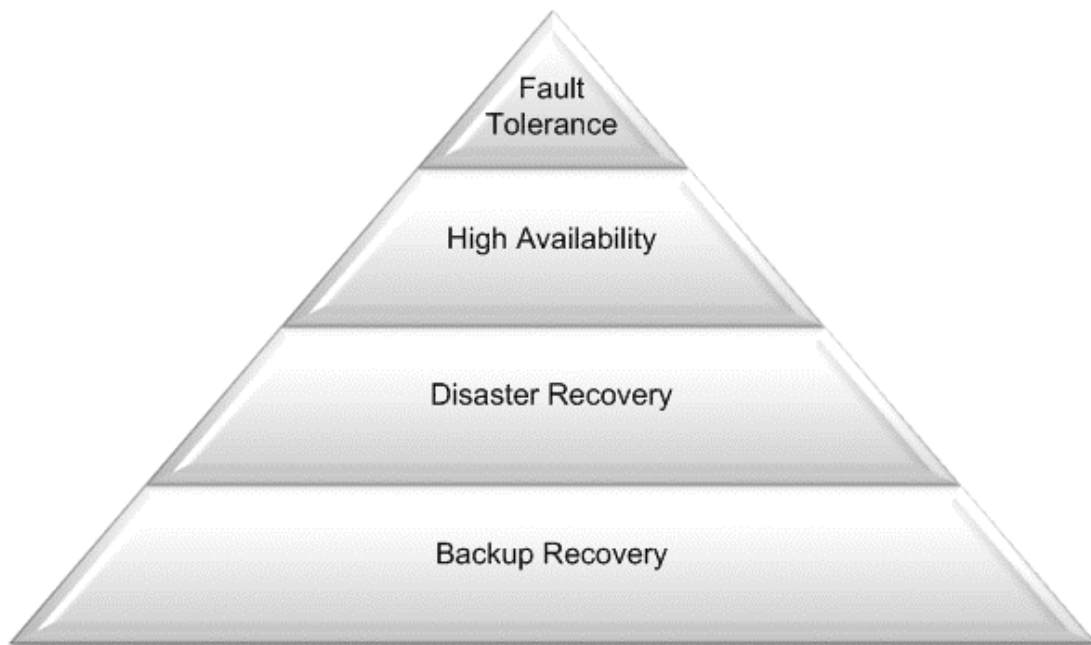 Fault
Tolerance
High Availability
Disaster Recovery
Backup Recovery